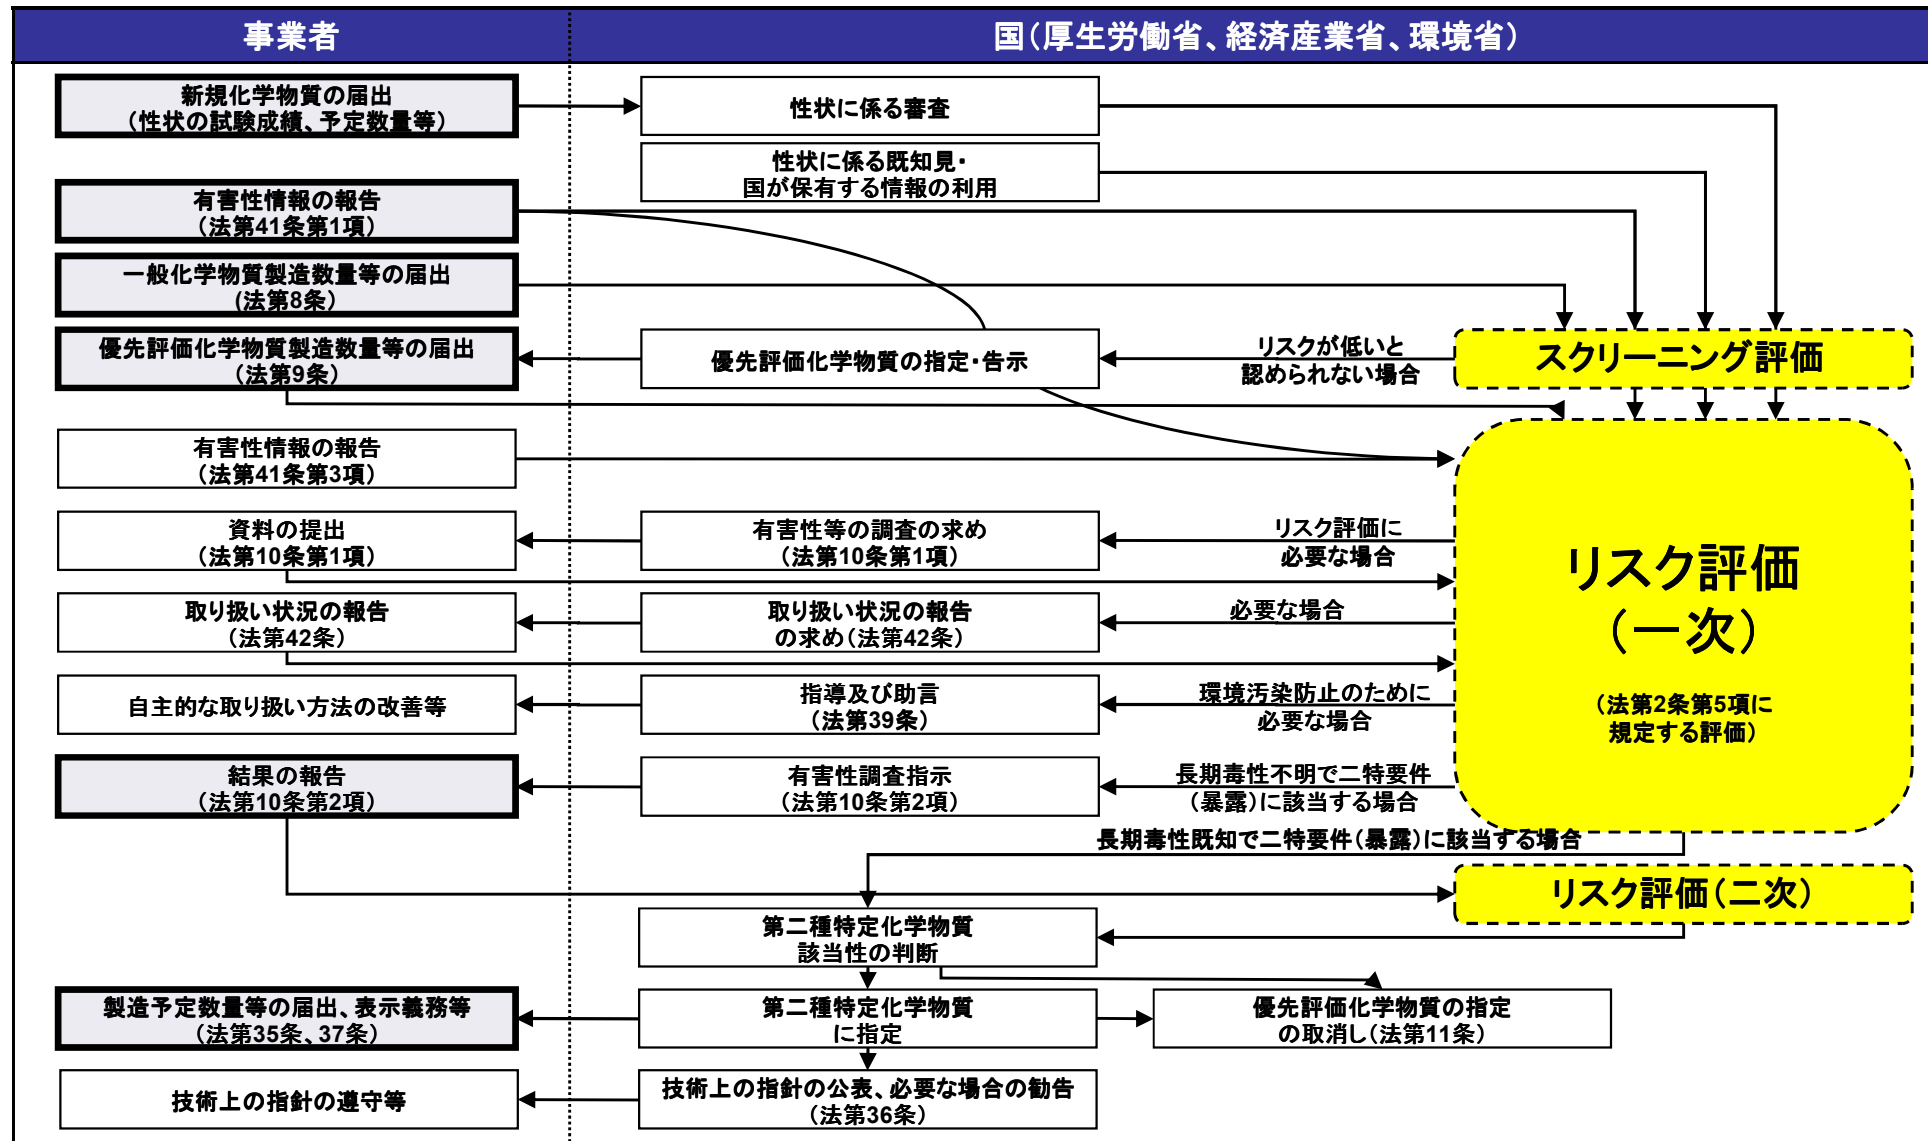 事業者
国（厚生労働省、経済産業省、環境省）
新規化学物質の届出
（性状の試験成績、予定数量等）
性状に係る審査
性状に係る既知見・
国が保有する情報の利用
有害性情報の報告
（法第41条第1項）
一般化学物質製造数量等の届出
（法第8条）
優先評価化学物質製造数量等の届出
（法第9条）
優先評価化学物質の指定・告示
リスクが低いと
認められない場合
スクリーニング評価
有害性情報の報告
（法第41条第3項）
資料の提出
（法第10条第1項）
有害性等の調査の求め
（法第10条第1項）
リスク評価に
必要な場合
リスク評価
（一次）
（法第2条第5項に
規定する評価）
取り扱い状況の報告
（法第42条）
取り扱い状況の報告
の求め（法第42条）
必要な場合
自主的な取り扱い方法の改善等
指導及び助言
（法第39条）
環境汚染防止のために
必要な場合
結果の報告
（法第10条第2項）
有害性調査指示
（法第10条第2項）
長期毒性不明で二特要件
（暴露）に該当する場合
長期毒性既知で二特要件（暴露）に該当する場合
リスク評価（二次）
第二種特定化学物質
該当性の判断
製造予定数量等の届出、表示義務等
（法第35条、37条）
第二種特定化学物質
に指定
優先評価化学物質の指定
の取消し（法第11条）
技術上の指針の遵守等
技術上の指針の公表、必要な場合の勧告
（法第36条）